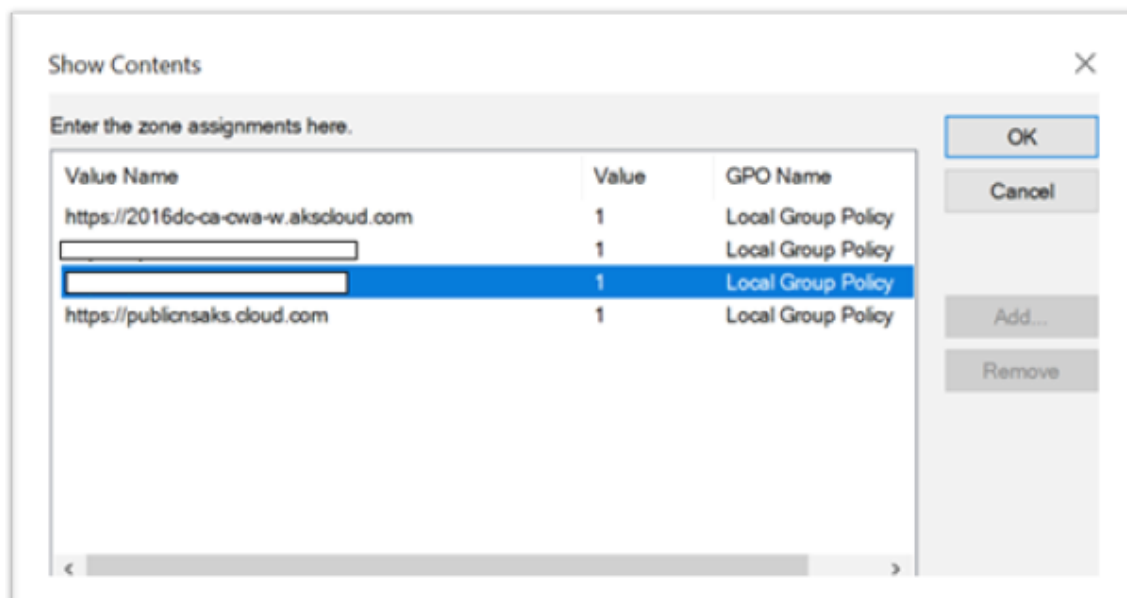 Show Contents
Enter the zone assignments here.
OK
Value Name Value GPO Name
Cancel
https://2016dc-ca-cwa-w.akscloud.com 1 Local Group Policy
1 Local Group Policy
1 Local Group Policy
https://publicnsaks.cloud.com 1 Local Group Policy
Add...
Remove